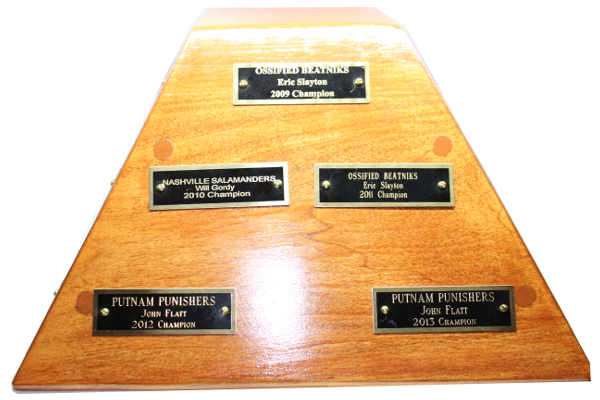 OSSIFIED BEATNIKS
Eric Slayton
2009 Champion
NASHVILLE SALAMANDERS
Will Gordy
2010 Champion
OSSIFIED BEATNIKS
Eric Slayton
2011 Champion
PUTNAM PUNISHERS
JOHN FLATT
2012 CHAMPION
PUTNAM PUNISHERS
JOHN FLATT
2013 CHAMPION